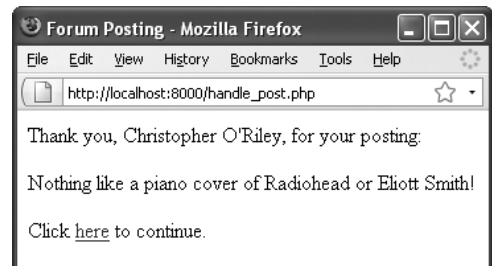 Forum Posting - Mozilla Firefox
File Edit View History Bookmarks Tools Help
http://localhost:8000/handle_post.php
Thank you, Christopher O'Riley, for your posting:
Nothing like a piano cover of Radiohead or Eliott Smith!
Click here to continue.